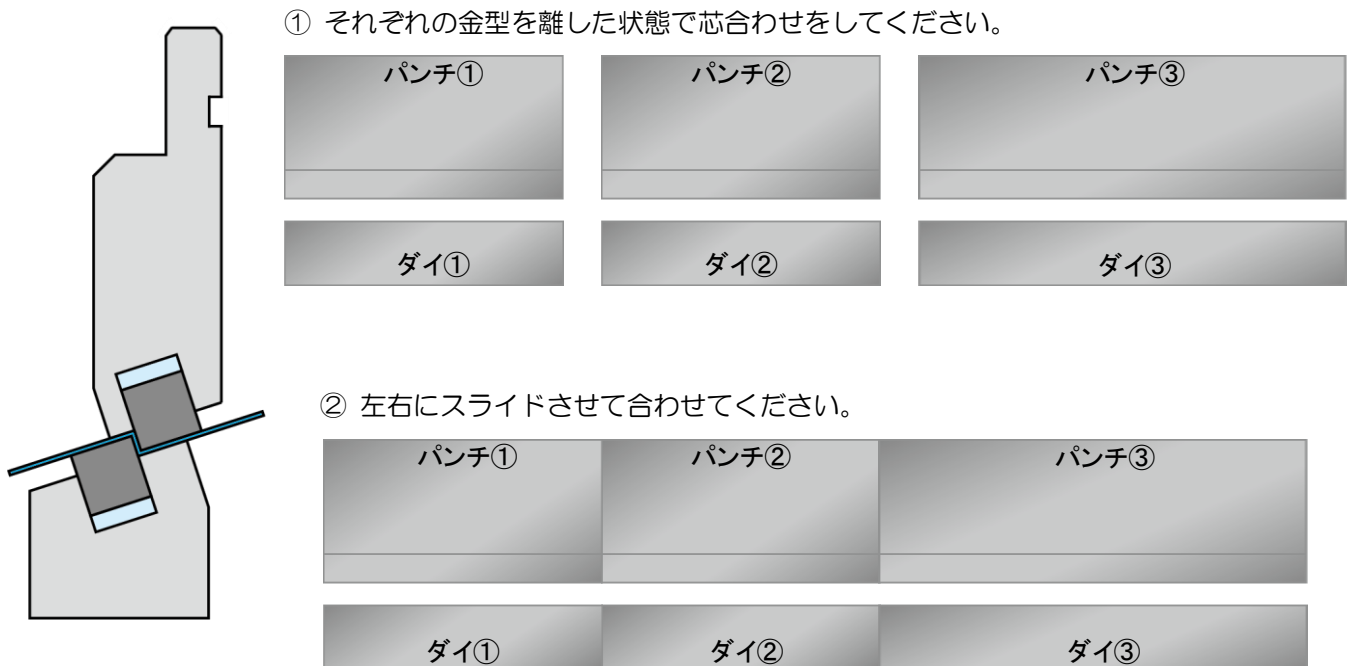 ① それぞれの金型を離した状態で芯合わせをしてください。
パンチ① パンチ② パンチ③
ダイ① ダイ② ダイ③
② 左右にスライドさせて合わせてください。
パンチ① パンチ② パンチ③
ダイ① ダイ② ダイ③